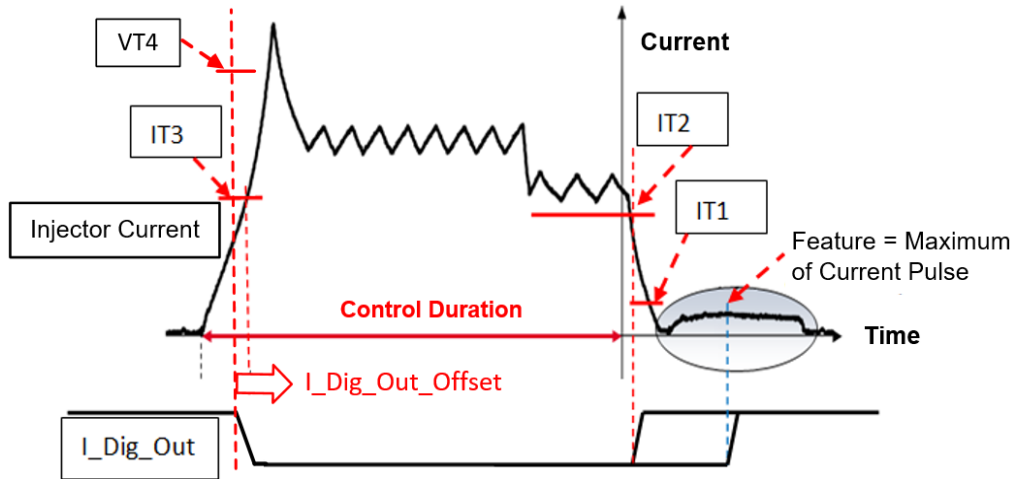 VT4
Current
IT3
IT2
IT1
Injector Current
Feature = Maximum
of Current Pulse
Control Duration
Time
I_Dig_Out_Offset
I_Dig_Out